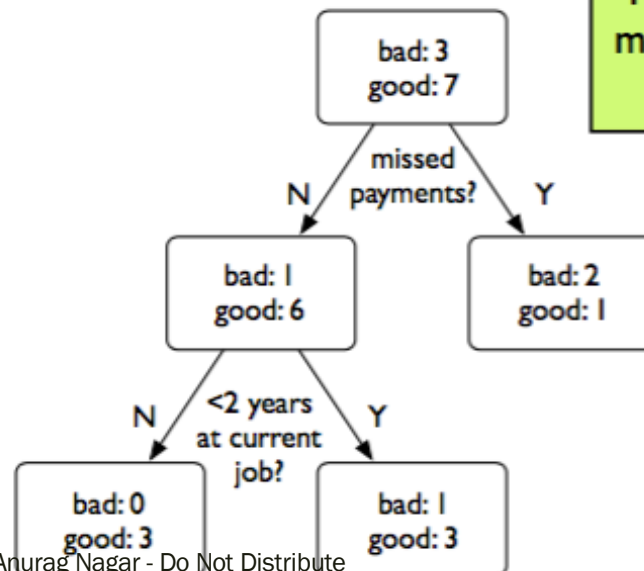 bad: 3
good: 7
missed
payments?
N
Y
bad: 1
good: 6
bad: 2
good: 1
<2 years
at current
job?
N
Y
bad: 0
good: 3
bad: 1
good: 3
Anurag Nagar - Do Not Distribute